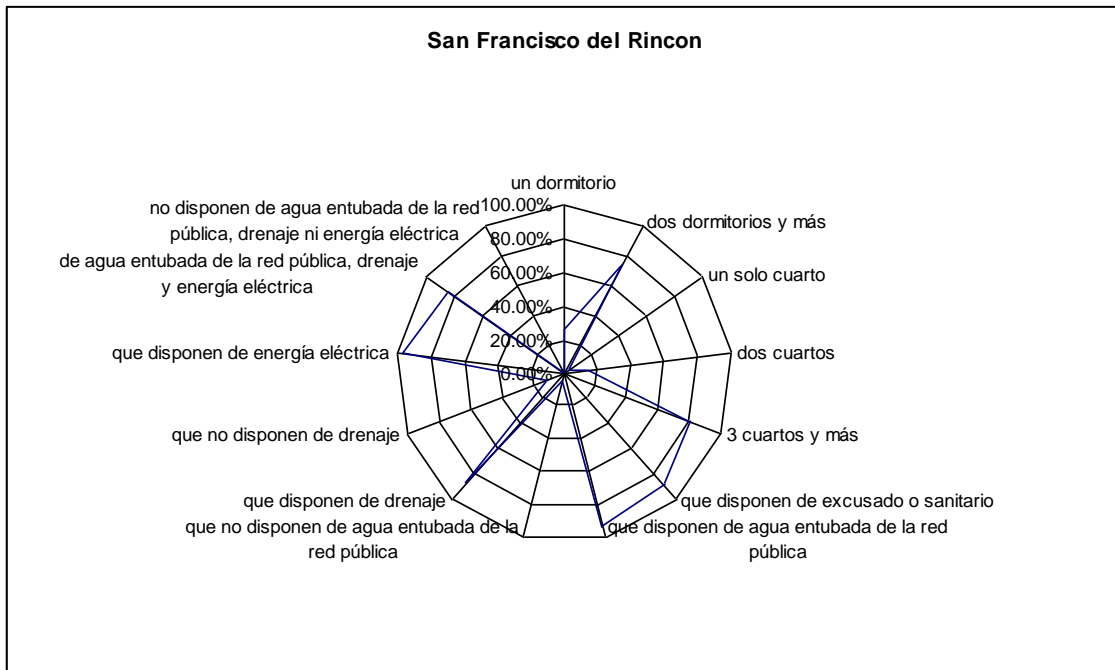 San Francisco del Rincon
un dormitorio
100.00%
80.00%
60.00%
40.00%
20.00%
0.00%
dos dormitorios y más
un solo cuarto
dos cuartos
3 cuartos y más
que disponen de excusado o sanitario
que disponen de agua entubada de la red
pública
que no disponen de agua entubada de la
red pública
que disponen de drenaje
que no disponen de drenaje
que disponen de energía eléctrica
de agua entubada de la red pública, drenaje
y energía eléctrica
no disponen de agua entubada de la red
pública, drenaje ni energía eléctrica